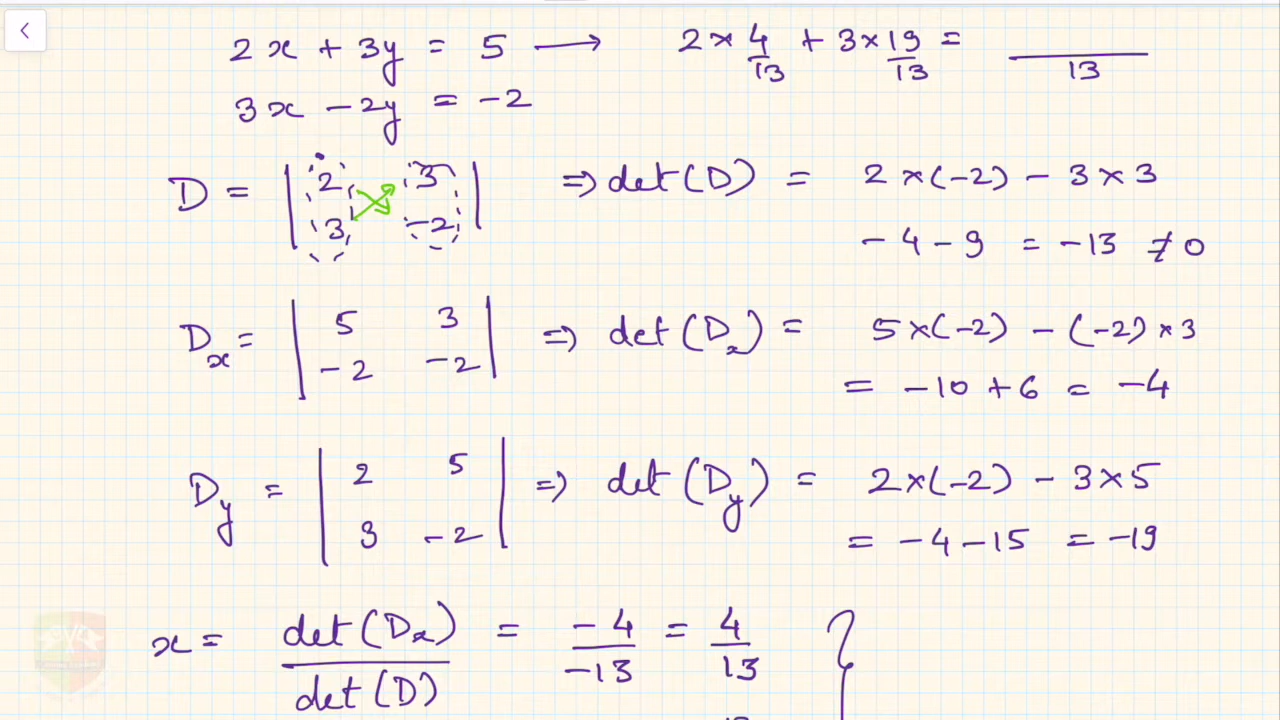 2x + 3y = 5 ⟶ 2 × 4/13 + 3 × 19/13 = /13
3x − 2y = −2
D = | 2 3 | ⇒ det(D) = 2 × (−2) − 3 × 3
| 3 −2 | − 4 − 9 = −13 ≠ 0
Dx = | 5 3 | ⇒ det(Dx) = 5 × (−2) − (−2) × 3
| −2 −2 | = −10 + 6 = −4
Dy = | 2 5 | ⇒ det(Dy) = 2 × (−2) − 3 × 5
| 3 −2 | = −4 − 15 = −19
x = det(Dx)/det(D) = −4/−13 = 4/13 }